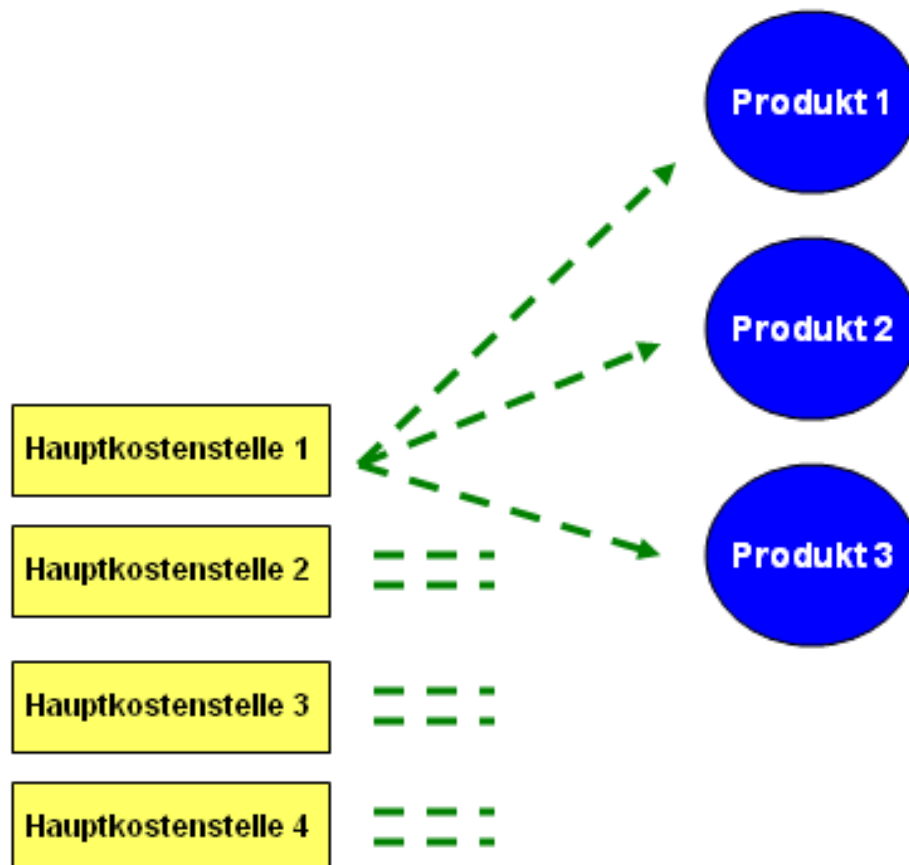 Produkt 1
Produkt 2
Hauptkostenstelle 1
Produkt 3
Hauptkostenstelle 2
Hauptkostenstelle 3
Hauptkostenstelle 4